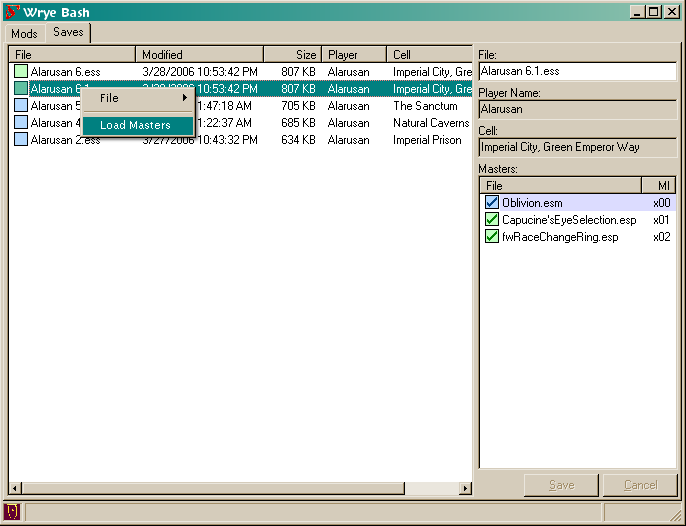 Wrye Bash
Mods Saves
File Modified Size Player Cell
Alarusan 6.ess 3/28/2006 10:53:42 PM 807 KB Alarusan Imperial City, Gre
Alarusan 6.1 3/28/2006 10:53:42 PM 807 KB Alarusan Imperial City, Gre
Alarusan 5 1:47:18 AM 705 KB Alarusan The Sanctum
Alarusan 4 1:22:37 AM 685 KB Alarusan Natural Caverns
Alarusan 2.ess 3/27/2006 10:43:32 PM 634 KB Alarusan Imperial Prison
File
Load Masters
File:
Alarusan 6.1.ess
Player Name:
Alarusan
Cell:
Imperial City, Green Emperor Way
Masters:
File MI
Oblivion.esm x00
Capucine'sEyeSelection.esp x01
fwRaceChangeRing.esp x02
Save Cancel